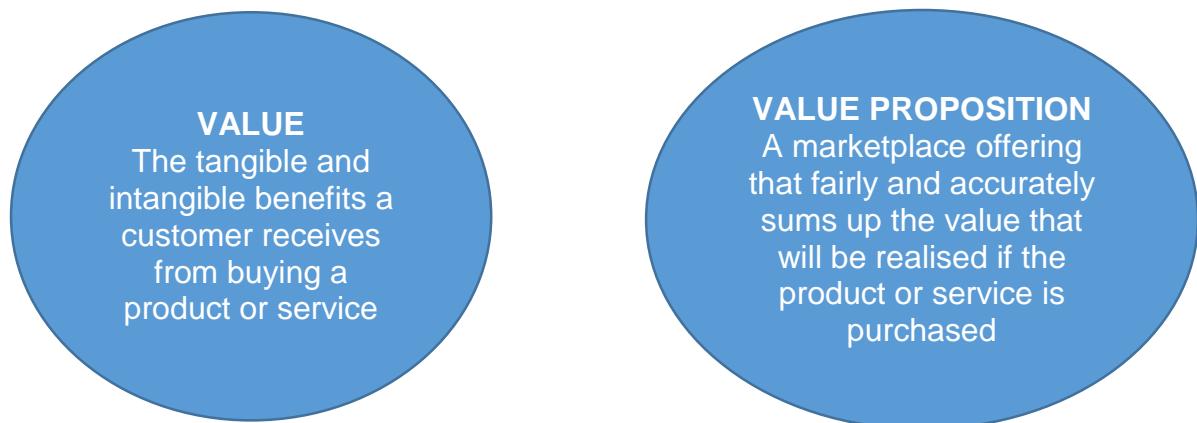 VALUE
The tangible and
intangible benefits a
customer receives
from buying a
product or service
VALUE PROPOSITION
A marketplace offering
that fairly and accurately
sums up the value that
will be realised if the
product or service is
purchased